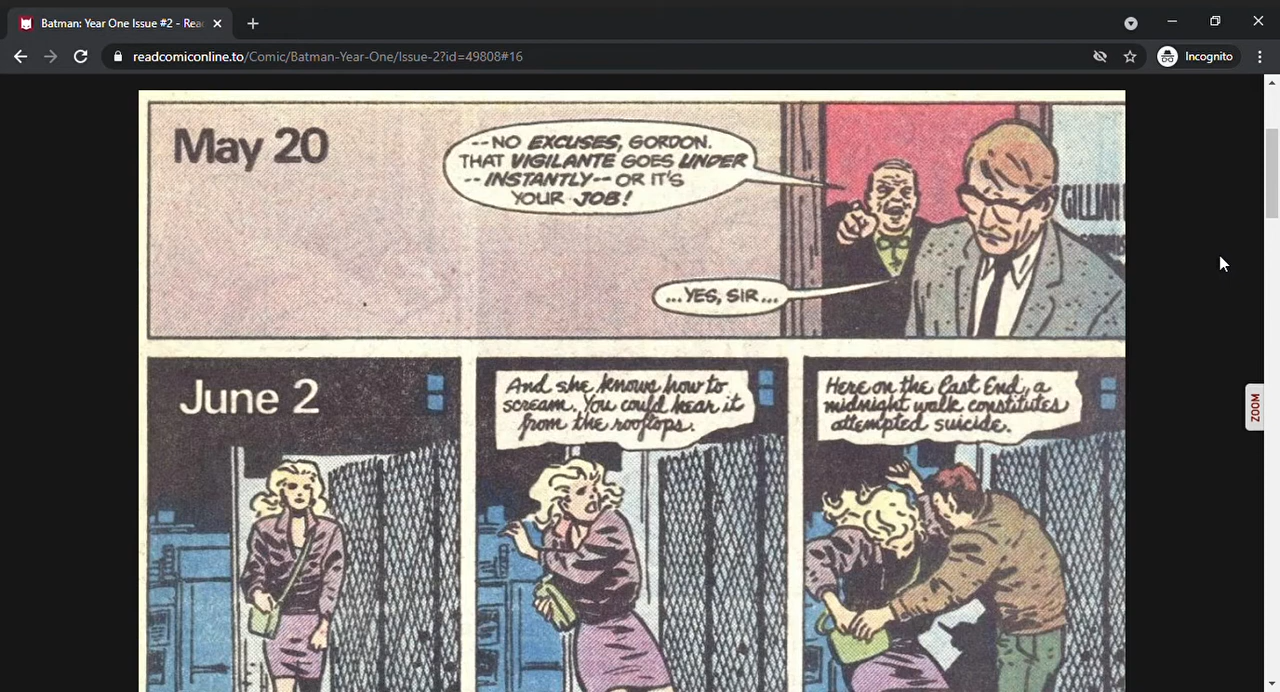 Batman: Year One Issue #2 - Rea
readcomiconline.to/Comic/Batman-Year-One/Issue-2?id=49808#16
Incognito
May 20
--NO EXCUSES, GORDON.
THAT VIGILANTE GOES UNDER
--INSTANTLY-- OR IT'S
YOUR JOB!
GILLIAN
...YES, SIR...
June 2
And she knows how to
scream. You could hear it
from the rooftops.
Here on the East End, a
midnight walk constitutes
attempted suicide.
ZOOM